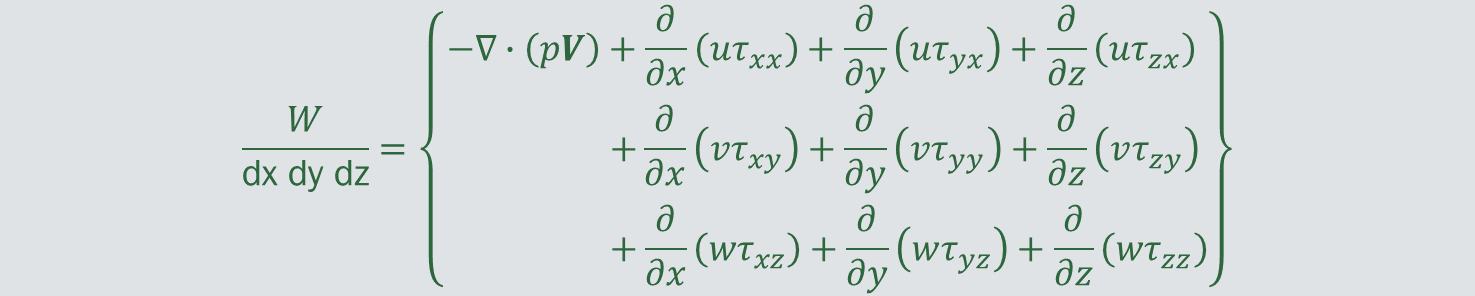 −∇ · (p𝑽) + ∂/∂x (uτ_xx) + ∂/∂y (uτ_yx) + ∂/∂z (uτ_zx)
W/(dx dy dz) = { + ∂/∂x (vτ_xy) + ∂/∂y (vτ_yy) + ∂/∂z (vτ_zy) }
+ ∂/∂x (wτ_xz) + ∂/∂y (wτ_yz) + ∂/∂z (wτ_zz)